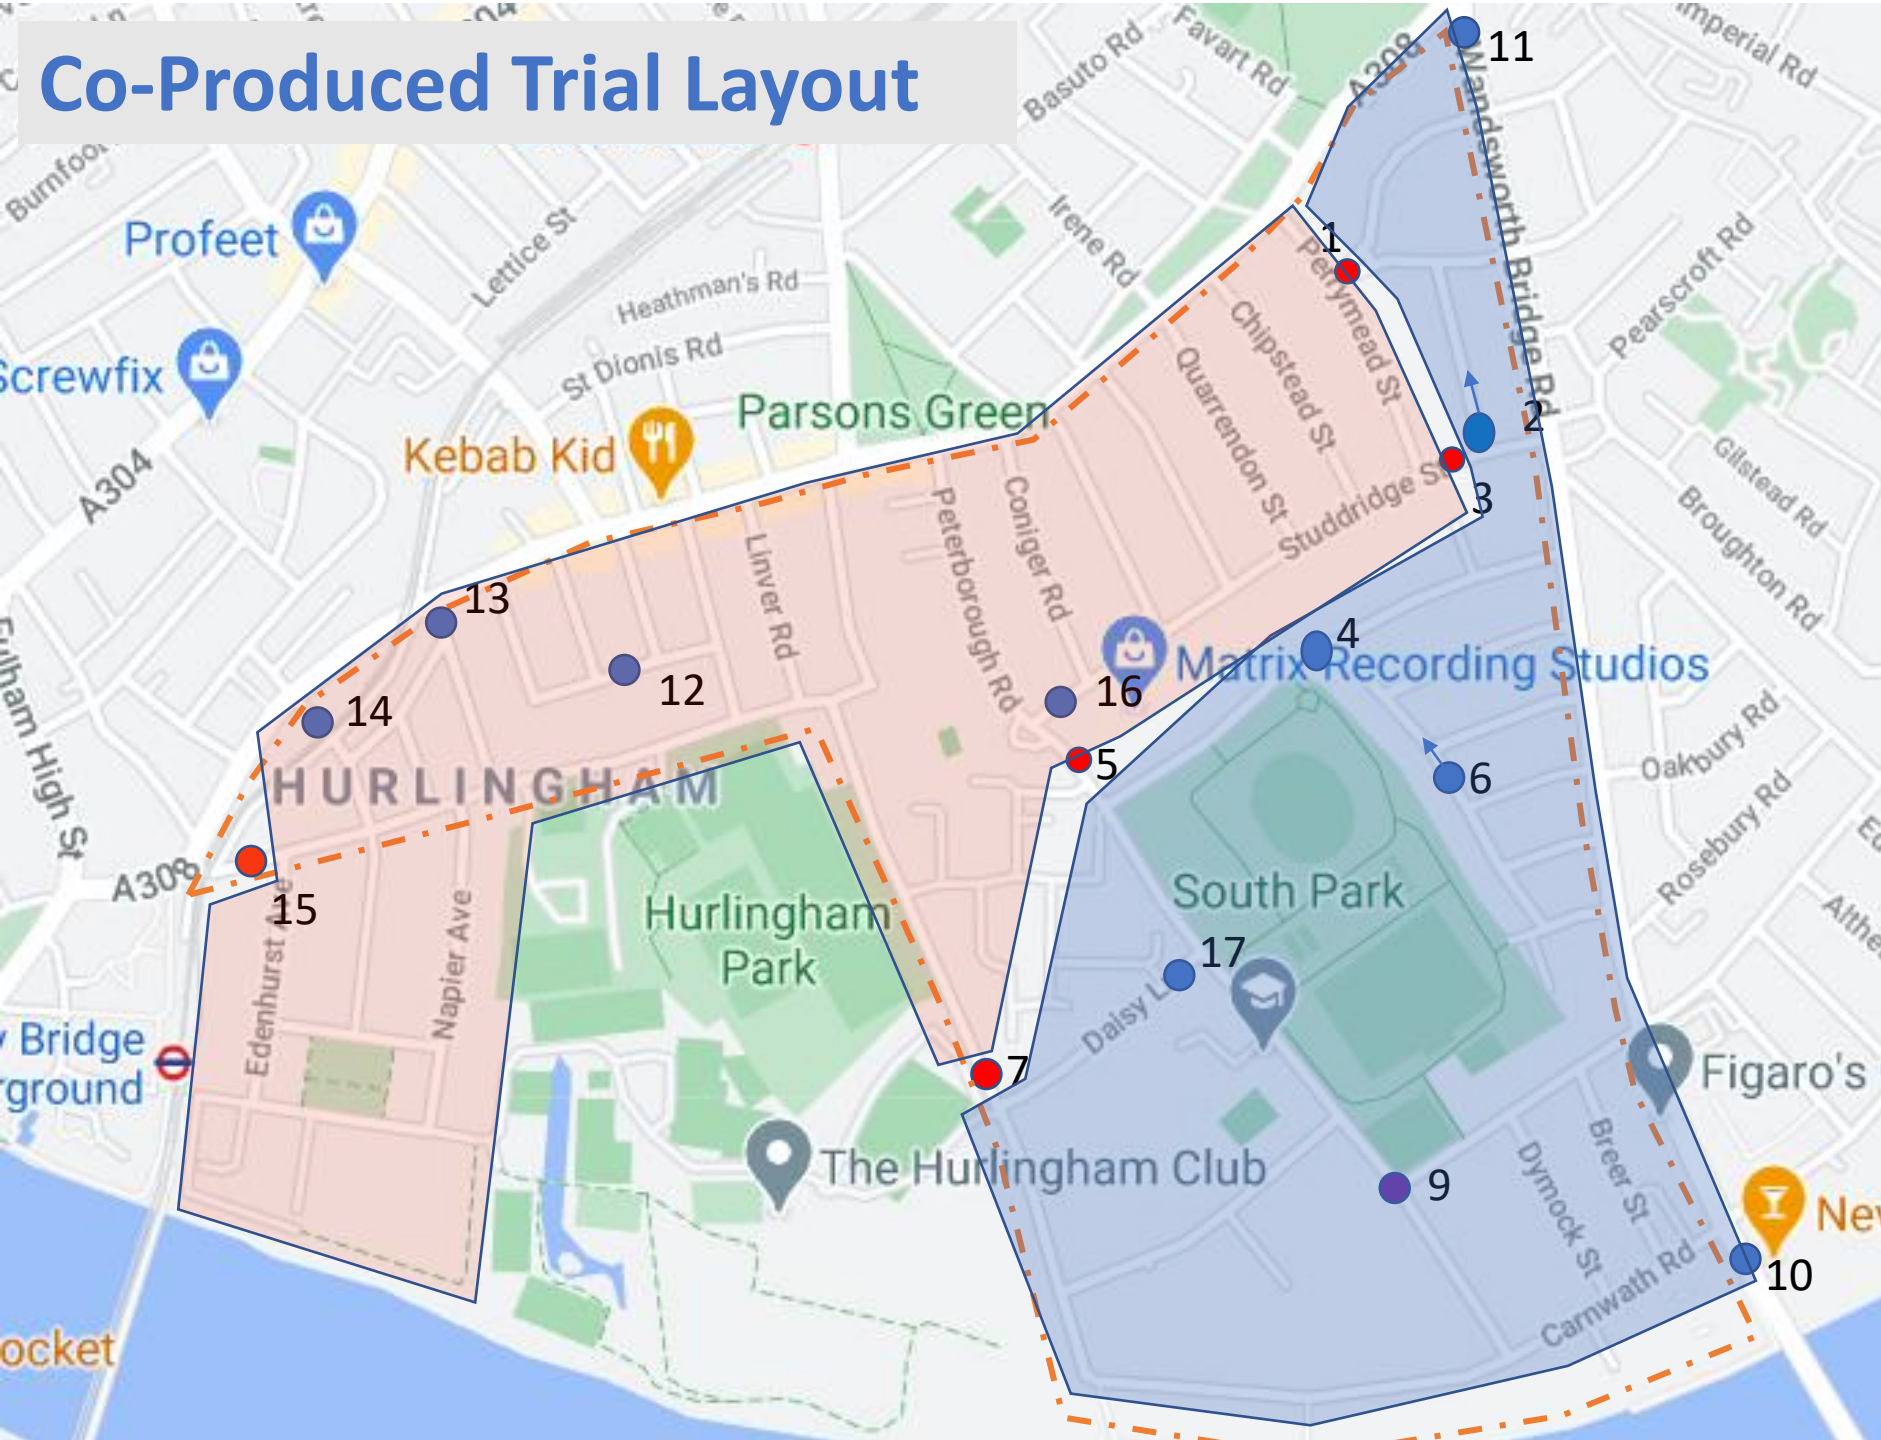 Co-Produced Trial Layout
A308
11
Imperial Rd
Favart Rd
Basuto Rd
Wandsworth Bridge Rd
Profeet
Lettice St
Irene Rd
1
Perrymead St
Pearscroft Rd
Heathman's Rd
Chipstead St
St Dionis Rd
Screwfix
Quarrendon St
Parsons Green
2
Kebab Kid
A304
Gilstead Rd
3
Studdridge St
Peterborough Rd
Coniger Rd
Broughton Rd
Linver Rd
13
Fulham High St
4
Matrix Recording Studios
12
16
14
Oakbury Rd
5
6
HURLINGHAM
Rosebury Rd
A308
South Park
15
Hurlingham
Park
Edenhurst Ave
Napier Ave
17
Daisy L
y Bridge
rground
7
Figaro's
The Hurlingham Club
9
Dymock St
Breer St
Carnwath Rd
10
ocket